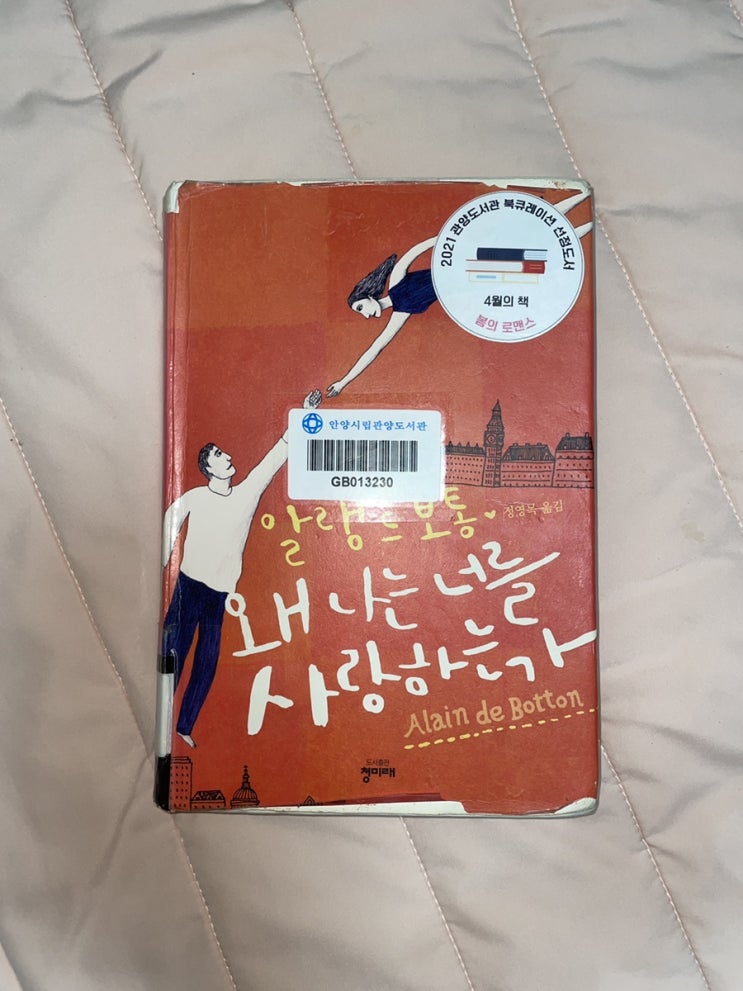 2021 관양도서관 북큐레이션 선정도서
4월의 책
봄의 로맨스
안양시립관양도서관
GB013230
알랭 드 보통
정영목 옮김
왜 나는 너를
사랑하는가
Alain de Botton
도서출판
청미래